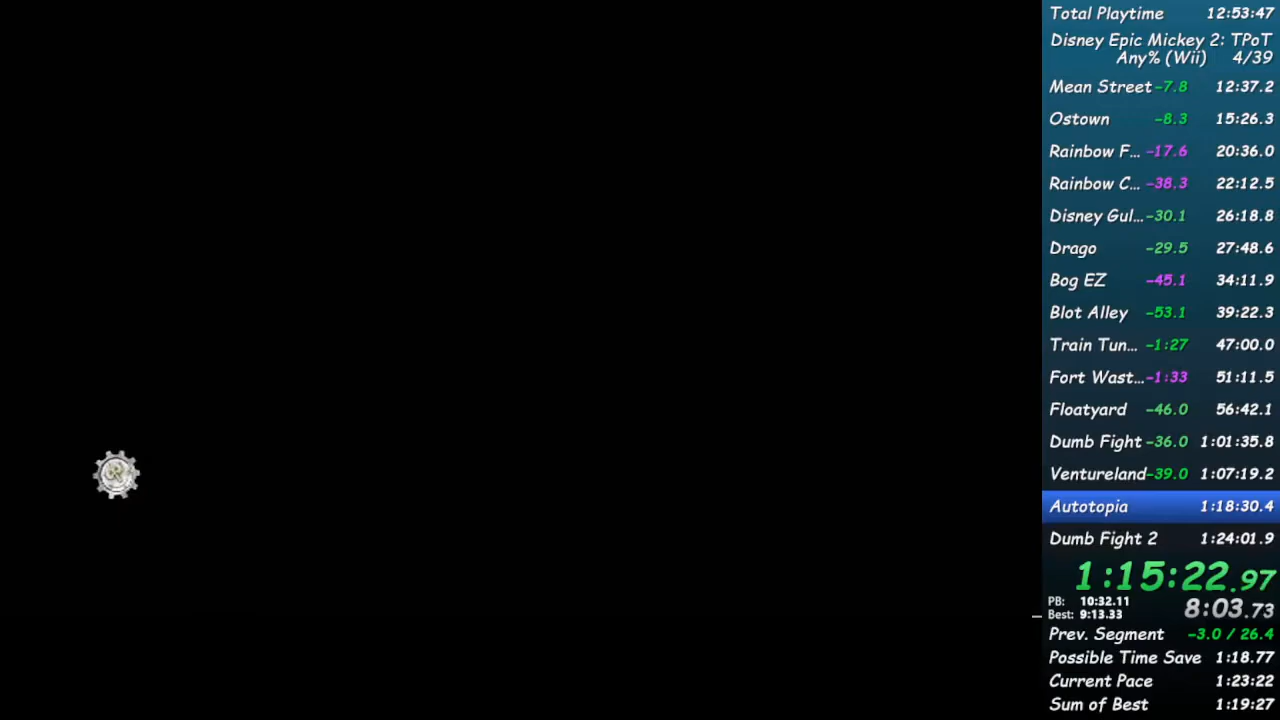 Total Playtime 12:53:47
Disney Epic Mickey 2: TPoT
Any% (Wii) 4/39
Mean Street -7.8 12:37.2
Ostown -8.3 15:26.3
Rainbow F... -17.6 20:36.0
Rainbow C... -38.3 22:12.5
Disney Gul... -30.1 26:18.8
Drago -29.5 27:48.6
Bog EZ -45.1 34:11.9
Blot Alley -53.1 39:22.3
Train Tun... -1:27 47:00.0
Fort Wast... -1:33 51:11.5
Floatyard -46.0 56:42.1
Dumb Fight -36.0 1:01:35.8
Ventureland -39.0 1:07:19.2
Autotopia 1:18:30.4
Dumb Fight 2 1:24:01.9
1:15:22.97
PB: 10:32.11
Best: 9:13.33 8:03.73
Prev. Segment -3.0 / 26.4
Possible Time Save 1:18.77
Current Pace 1:23:22
Sum of Best 1:19:27